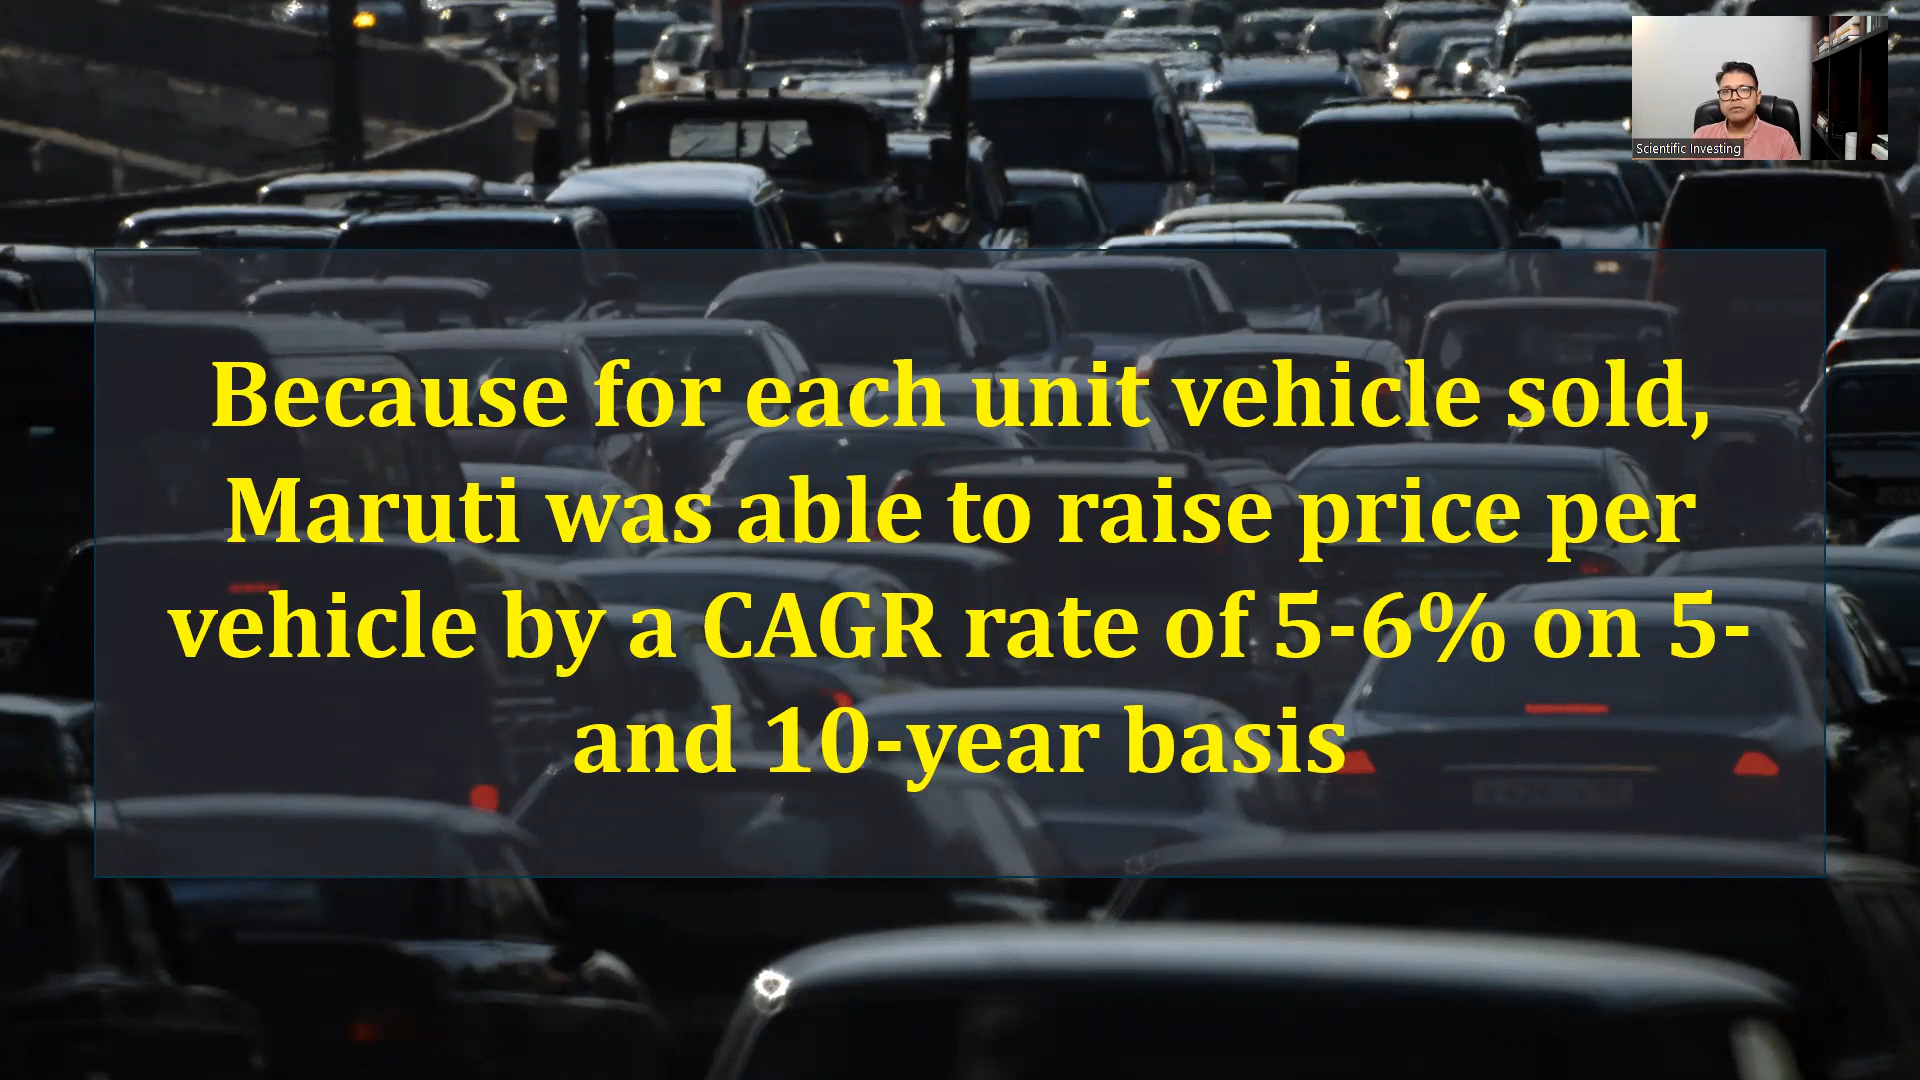 Scientific Investing
Because for each unit vehicle sold,
Maruti was able to raise price per
vehicle by a CAGR rate of 5-6% on 5-
and 10-year basis